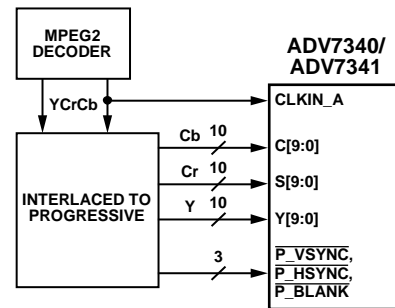 MPEG2
DECODER
YCrCb
INTERLACED TO
PROGRESSIVE
Cb 10
Cr 10
Y 10
3
ADV7340/
ADV7341
CLKIN_A
C[9:0]
S[9:0]
Y[9:0]
P_VSYNC,
P_HSYNC,
P_BLANK